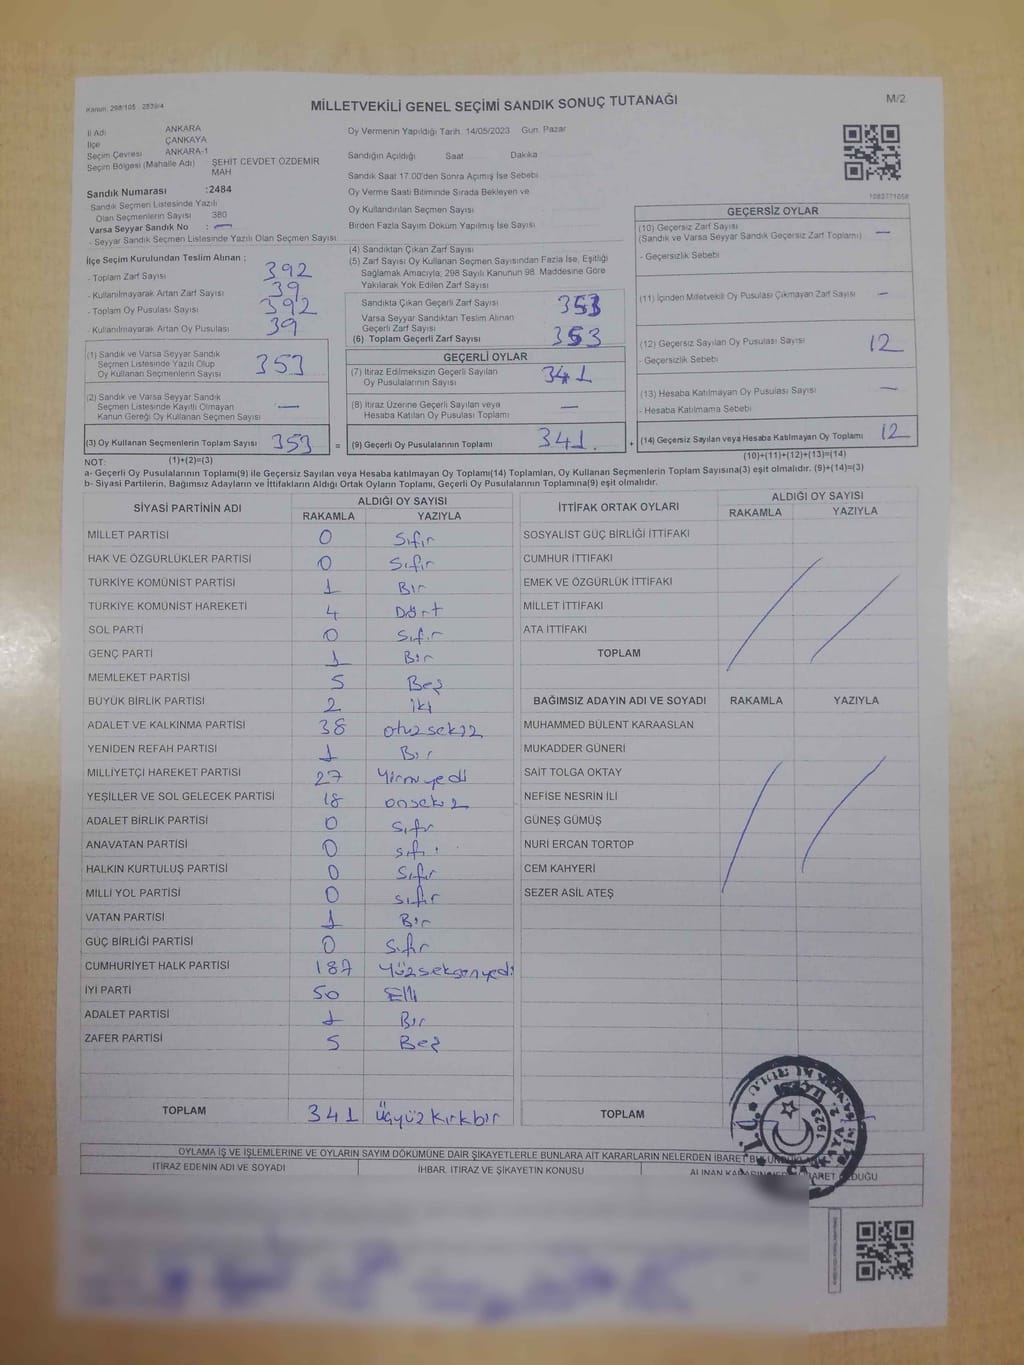 Kanun: 298/105 2839/4
MİLLETVEKİLİ GENEL SEÇİMİ SANDIK SONUÇ TUTANAĞI
M/2
İl Adı ANKARA
İlçe ÇANKAYA
Seçim Çevresi ANKARA-1
Seçim Bölgesi (Mahalle Adı) ŞEHİT CEVDET ÖZDEMİR MAH
Sandık Numarası :2484
Sandık Seçmen Listesinde Yazılı
Olan Seçmenlerin Sayısı 380
Varsa Seyyar Sandık No : —
- Seyyar Sandık Seçmen Listesinde Yazılı Olan Seçmen Sayısı
İlçe Seçim Kurulundan Teslim Alınan ;
- Toplam Zarf Sayısı 392
- Kullanılmayarak Artan Zarf Sayısı 39
- Toplam Oy Pusulası Sayısı 392
- Kullanılmayarak Artan Oy Pusulası 39
(1) Sandık ve Varsa Seyyar Sandık
Seçmen Listesinde Yazılı Olup
Oy Kullanan Seçmenlerin Sayısı 353
(2) Sandık ve Varsa Seyyar Sandık
Seçmen Listesinde Kayıtlı Olmayan
Kanun Gereği Oy Kullanan Seçmen Sayısı —
(3) Oy Kullanan Seçmenlerin Toplam Sayısı 353 =
Oy Vermenin Yapıldığı Tarih 14/05/2023 Gün. Pazar
Sandığın Açıldığı Saat Dakika
Sandık Saat 17.00'den Sonra Açılmış İse Sebebi
Oy Verme Saati Bitiminde Sırada Bekleyen ve
Oy Kullandırılan Seçmen Sayısı
Birden Fazla Sayım Döküm Yapılmış İse Sayısı
(4) Sandıktan Çıkan Zarf Sayısı
(5) Zarf Sayısı Oy Kullanan Seçmen Sayısından Fazla İse, Eşitliği
Sağlamak Amacıyla; 298 Sayılı Kanunun 98. Maddesine Göre
Yakılarak Yok Edilen Zarf Sayısı
Sandıkta Çıkan Geçerli Zarf Sayısı 353
Varsa Seyyar Sandıktan Teslim Alınan
Geçerli Zarf Sayısı
(6) Toplam Geçerli Zarf Sayısı 353
GEÇERLİ OYLAR
(7) İtiraz Edilmeksizin Geçerli Sayılan
Oy Pusulalarının Sayısı 341
(8) İtiraz Üzerine Geçerli Sayılan veya
Hesaba Katılan Oy Pusulası Toplamı —
(9) Geçerli Oy Pusulalarının Toplamı 341. +
1083771058
GEÇERSİZ OYLAR
(10) Geçersiz Zarf Sayısı
(Sandık ve Varsa Seyyar Sandık Geçersiz Zarf Toplamı) —
- Geçersizlik Sebebi
(11) İçinden Milletvekili Oy Pusulası Çıkmayan Zarf Sayısı —
(12) Geçersiz Sayılan Oy Pusulası Sayısı 12
- Geçersizlik Sebebi
(13) Hesaba Katılmayan Oy Pusulası Sayısı —
- Hesaba Katılmama Sebebi
(14) Geçersiz Sayılan veya Hesaba Katılmayan Oy Toplamı 12
NOT: (1)+(2)=(3) (10)+(11)+(12)+(13)=(14)
a- Geçerli Oy Pusulalarının Toplamı(9) ile Geçersiz Sayılan veya Hesaba katılmayan Oy Toplamı(14) Toplamları, Oy Kullanan Seçmenlerin Toplam Sayısına(3) eşit olmalıdır. (9)+(14)=(3)
b- Siyasi Partilerin, Bağımsız Adayların ve İttifakların Aldığı Ortak Oyların Toplamı, Geçerli Oy Pusulalarının Toplamına(9) eşit olmalıdır.
SİYASİ PARTİNİN ADI ALDIĞI OY SAYISI
RAKAMLA YAZIYLA
MİLLET PARTİSİ 0 Sıfır
HAK VE ÖZGÜRLÜKLER PARTİSİ 0 Sıfır
TÜRKİYE KOMÜNİST PARTİSİ 1 Bir
TÜRKİYE KOMÜNİST HAREKETİ 4 Dört
SOL PARTİ 0 Sıfır
GENÇ PARTİ 1 Bir
MEMLEKET PARTİSİ 5 Beş
BÜYÜK BİRLİK PARTİSİ 2 iki
ADALET VE KALKINMA PARTİSİ 38 otuzsekiz
YENİDEN REFAH PARTİSİ 1 Bir
MİLLİYETÇİ HAREKET PARTİSİ 27 Yirmiyedi
YEŞİLLER VE SOL GELECEK PARTİSİ 18 onsekiz
ADALET BİRLİK PARTİSİ 0 Sıfır
ANAVATAN PARTİSİ 0 sıfır
HALKIN KURTULUŞ PARTİSİ 0 Sıfır
MİLLİ YOL PARTİSİ 0 sıfır
VATAN PARTİSİ 1 Bir
GÜÇ BİRLİĞİ PARTİSİ 0 Sıfır
CUMHURİYET HALK PARTİSİ 187 Yüzseksenyedi
İYİ PARTİ 50 Elli
ADALET PARTİSİ 1 Bir
ZAFER PARTİSİ 5 Beş
TOPLAM 341 Üçyüzkırkbir
İTTİFAK ORTAK OYLARI ALDIĞI OY SAYISI
RAKAMLA YAZIYLA
SOSYALİST GÜÇ BİRLİĞİ İTTİFAKI
CUMHUR İTTİFAKI
EMEK VE ÖZGÜRLÜK İTTİFAKI
MİLLET İTTİFAKI
ATA İTTİFAKI
TOPLAM
BAĞIMSIZ ADAYIN ADI VE SOYADI RAKAMLA YAZIYLA
MUHAMMED BÜLENT KARAASLAN
MUKADDER GÜNERİ
SAİT TOLGA OKTAY
NEFİSE NESRİN İLİ
GÜNEŞ GÜMÜŞ
NURİ ERCAN TORTOP
CEM KAHYERİ
SEZER ASİL ATEŞ
TOPLAM
T.C.
1923
ÇANKAYA 2.
OYLAMA İŞ VE İŞLEMLERİNE VE OYLARIN SAYIM DÖKÜMÜNE DAİR ŞİKAYETLERLE BUNLARA AİT KARARLARIN NELERDEN İBARET
İTİRAZ EDENİN ADI VE SOYADI İHBAR, İTİRAZ VE ŞİKAYETİN KONUSU ALINAN